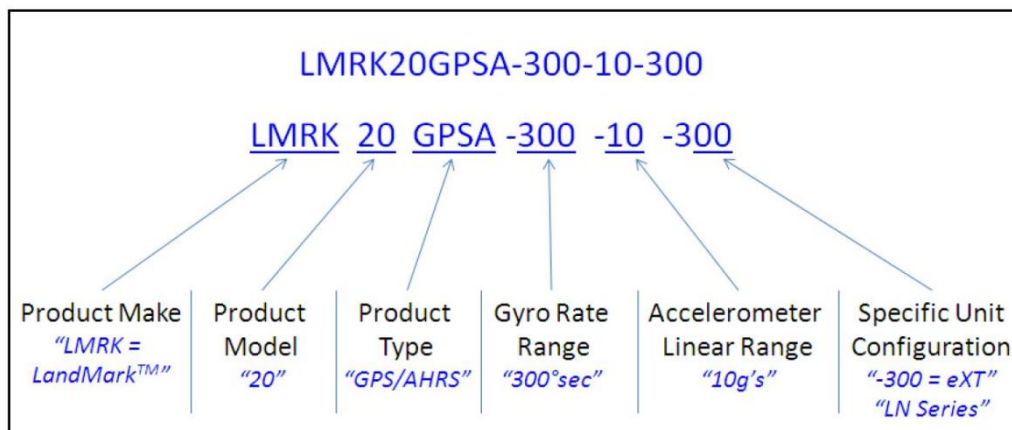 LMRK20GPSA-300-10-300
LMRK 20 GPSA -300 -10 -300
Product Make
“LMRK =
LandMark™”
Product
Model
“20”
Product
Type
“GPS/AHRS”
Gyro Rate
Range
“300°sec”
Accelerometer
Linear Range
“10g’s”
Specific Unit
Configuration
“-300 = eXT”
“LN Series”